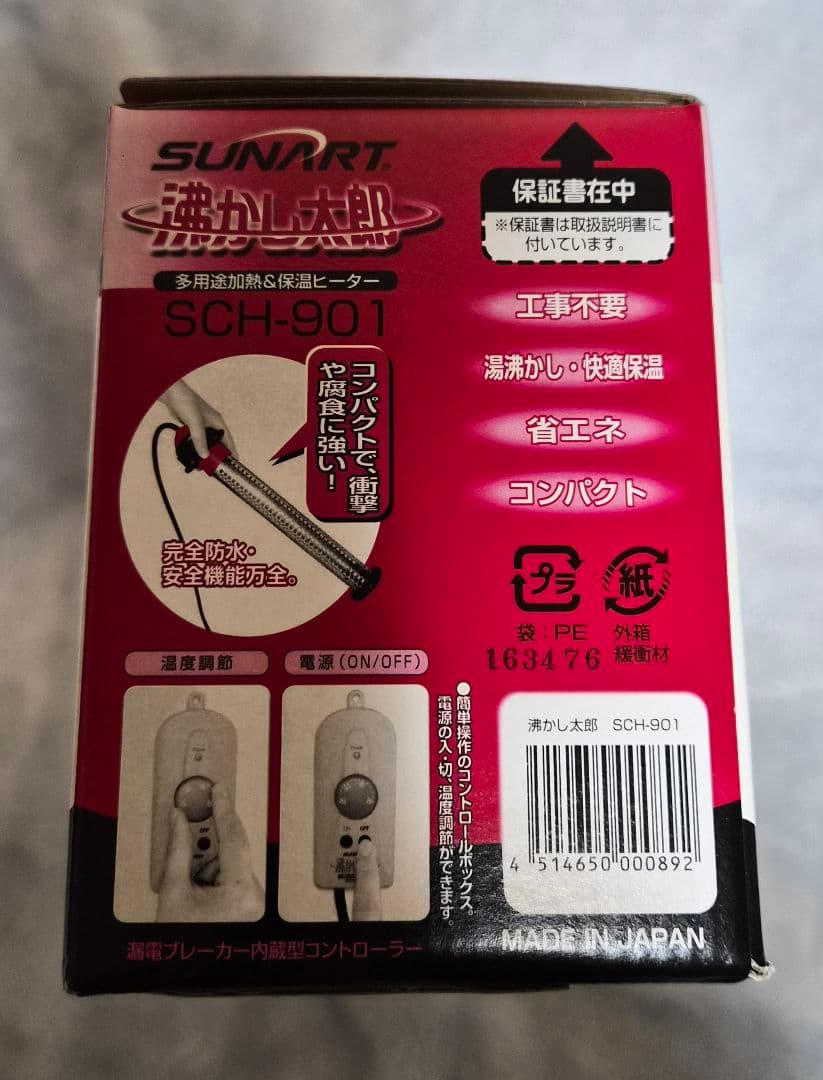 SUNART®
沸かし太郎
多用途加熱&保温ヒーター
SCH-901
コンパクトで、衝撃
や腐食に強い!
完全防水・
安全機能万全。
保証書在中
※保証書は取扱説明書に
付いています。
工事不要
湯沸かし・快適保温
省エネ
コンパクト
プラ
紙
袋:PE
外箱
緩衝材
163476
温度調節
電源(ON/OFF)
OFF
ON OFF
沸かし太郎
●簡単操作のコントロールボックス。
電源の入・切、温度調節ができます。
漏電ブレーカー内蔵型コントローラー
沸かし太郎 SCH-901
4 514650 000892
MADE IN JAPAN